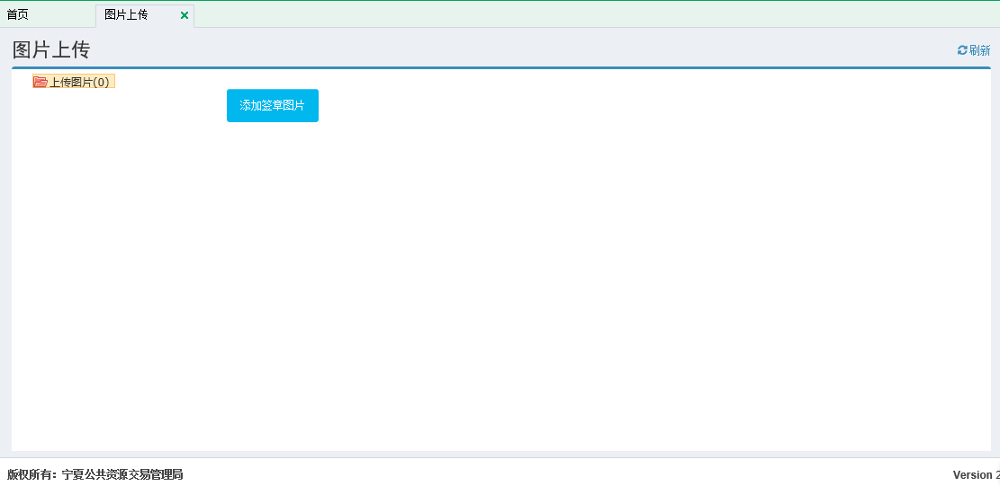 首页
图片上传
图片上传
刷新
上传图片(0)
添加签章图片
版权所有：宁夏公共资源交易管理局
Version 2